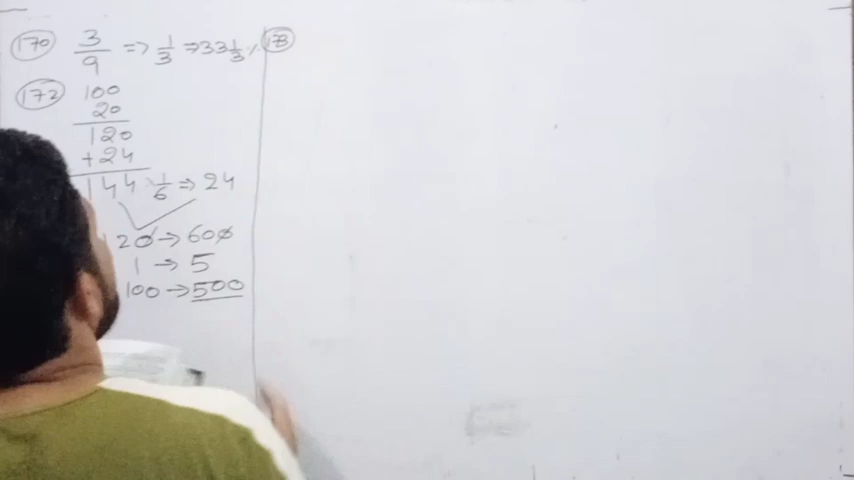 170 3/9 => 1/3 => 33 1/3 %
172 100
20
120
+24
144 × 1/6 => 24
120 → 600
1 → 5
100 → 500
173